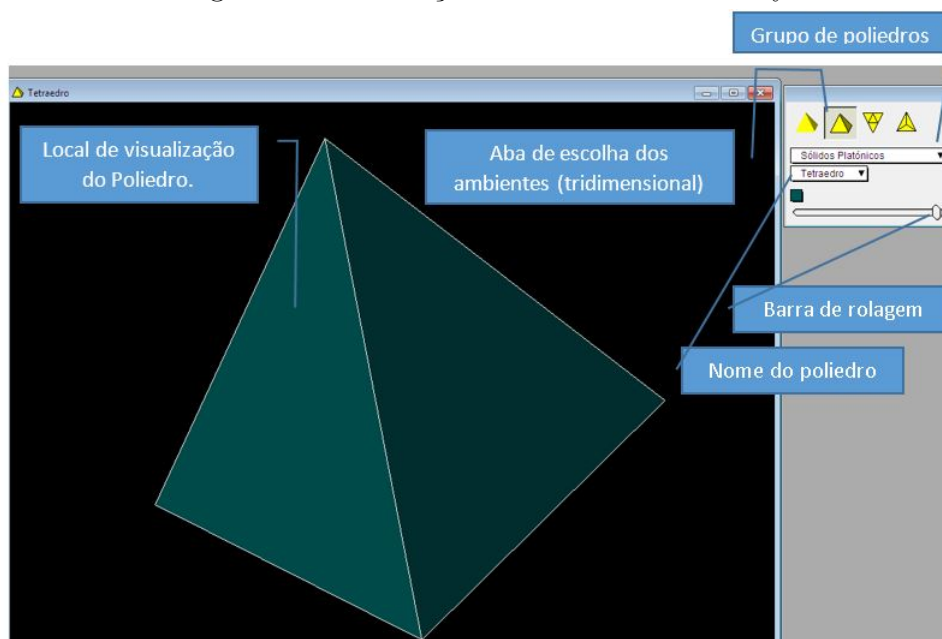 Grupo de poliedros
Tetraedro
Local de visualização
do Poliedro.
Aba de escolha dos
ambientes (tridimensional)
Sólidos Platónicos
Tetraedro
Barra de rolagem
Nome do poliedro